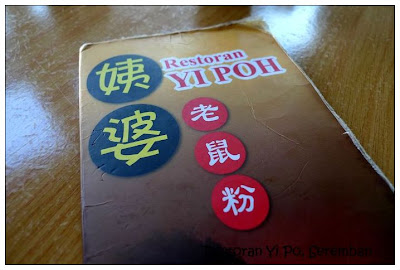 Restoran
YI POH
姨婆
老鼠粉
Restoran Yi Po, Seremban